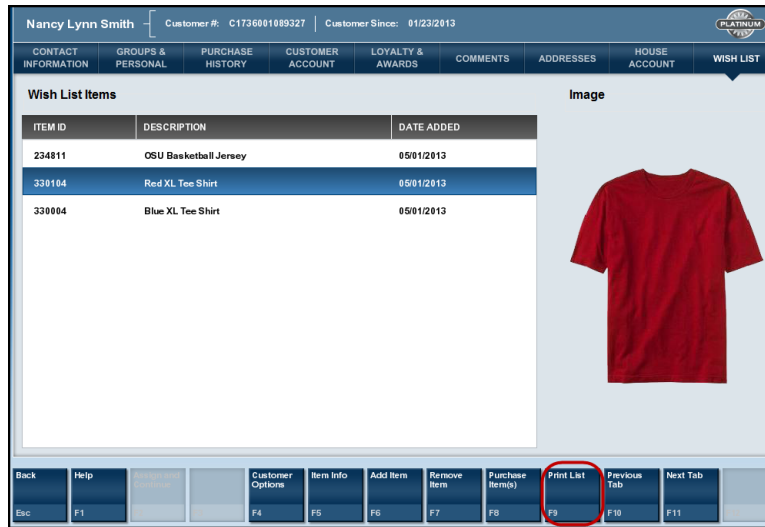 Nancy Lynn Smith Customer #: C1736001089327 Customer Since: 01/23/2013 PLATINUM
CONTACT INFORMATION
GROUPS & PERSONAL
PURCHASE HISTORY
CUSTOMER ACCOUNT
LOYALTY & AWARDS
COMMENTS
ADDRESSES
HOUSE ACCOUNT
WISH LIST
Wish List Items
Image
ITEM ID DESCRIPTION DATE ADDED
234811 OSU Basketball Jersey 05/01/2013
330104 Red XL Tee Shirt 05/01/2013
330004 Blue XL Tee Shirt 05/01/2013
Back
Esc
Help
F1
Assign and
Continue
Customer
Options
F4
Item Info
F5
Add Item
F6
Remove
Item
F7
Purchase
Item(s)
F8
Print List
F9
Previous
Tab
F10
Next Tab
F11